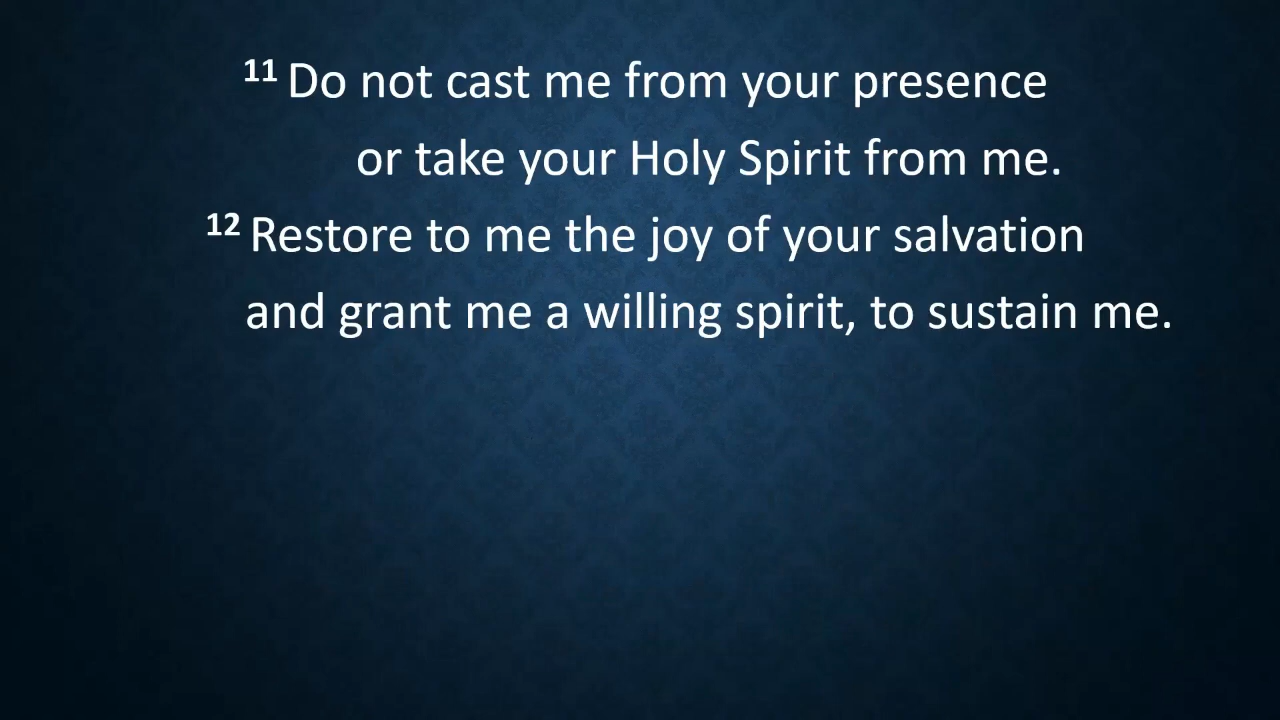 11 Do not cast me from your presence
or take your Holy Spirit from me.
12 Restore to me the joy of your salvation
and grant me a willing spirit, to sustain me.